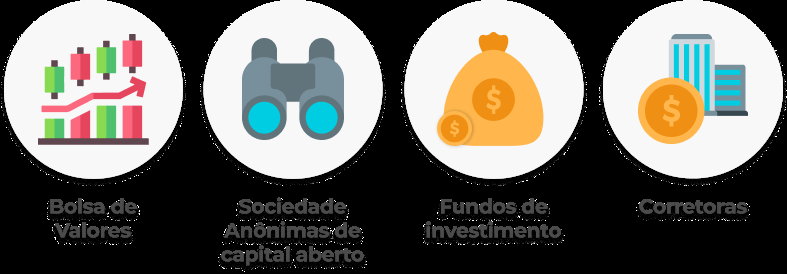 Bolsa de
Valores
Sociedade
Anônimas de
capital aberto
Fundos de
investimento
Corretoras
$
$
$